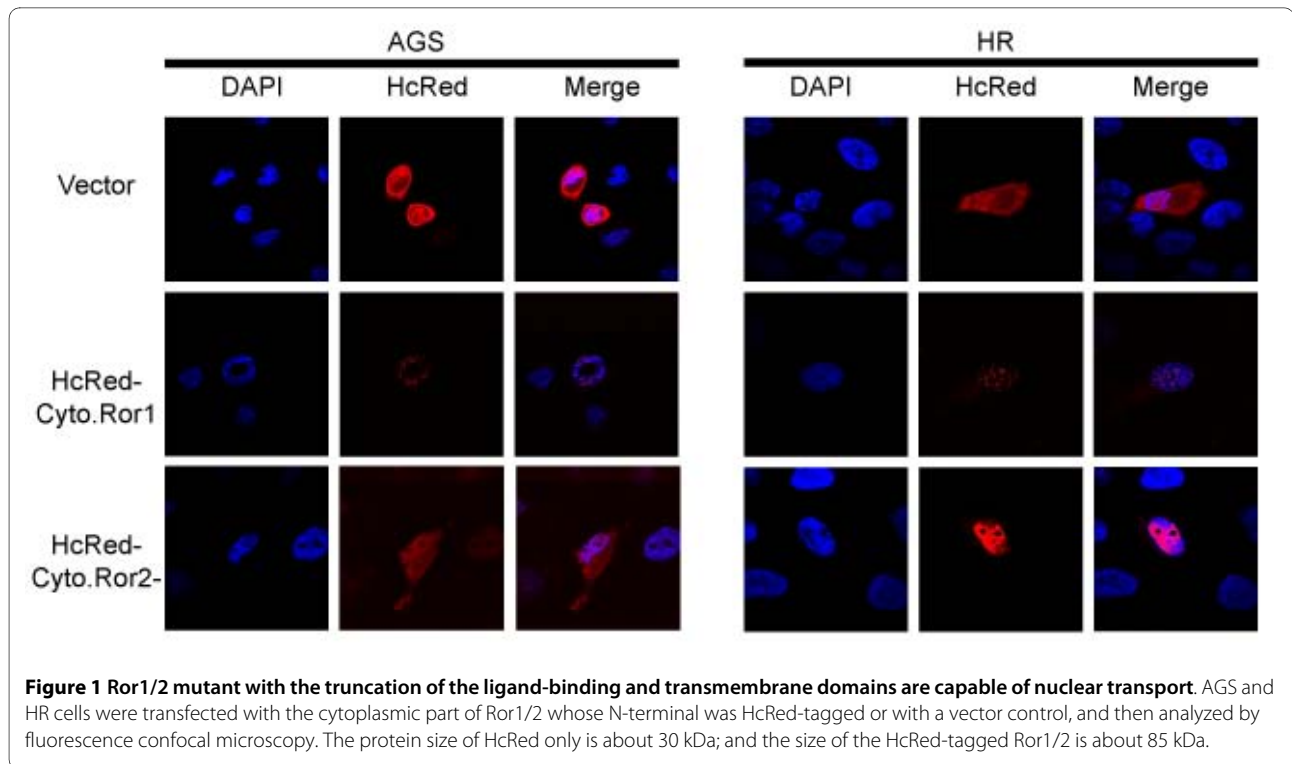 AGS HR
DAPI HcRed Merge DAPI HcRed Merge
Vector
HcRed-
Cyto.Ror1
HcRed-
Cyto.Ror2-
Figure 1 Ror1/2 mutant with the truncation of the ligand-binding and transmembrane domains are capable of nuclear transport. AGS and
HR cells were transfected with the cytoplasmic part of Ror1/2 whose N-terminal was HcRed-tagged or with a vector control, and then analyzed by
fluorescence confocal microscopy. The protein size of HcRed only is about 30 kDa; and the size of the HcRed-tagged Ror1/2 is about 85 kDa.